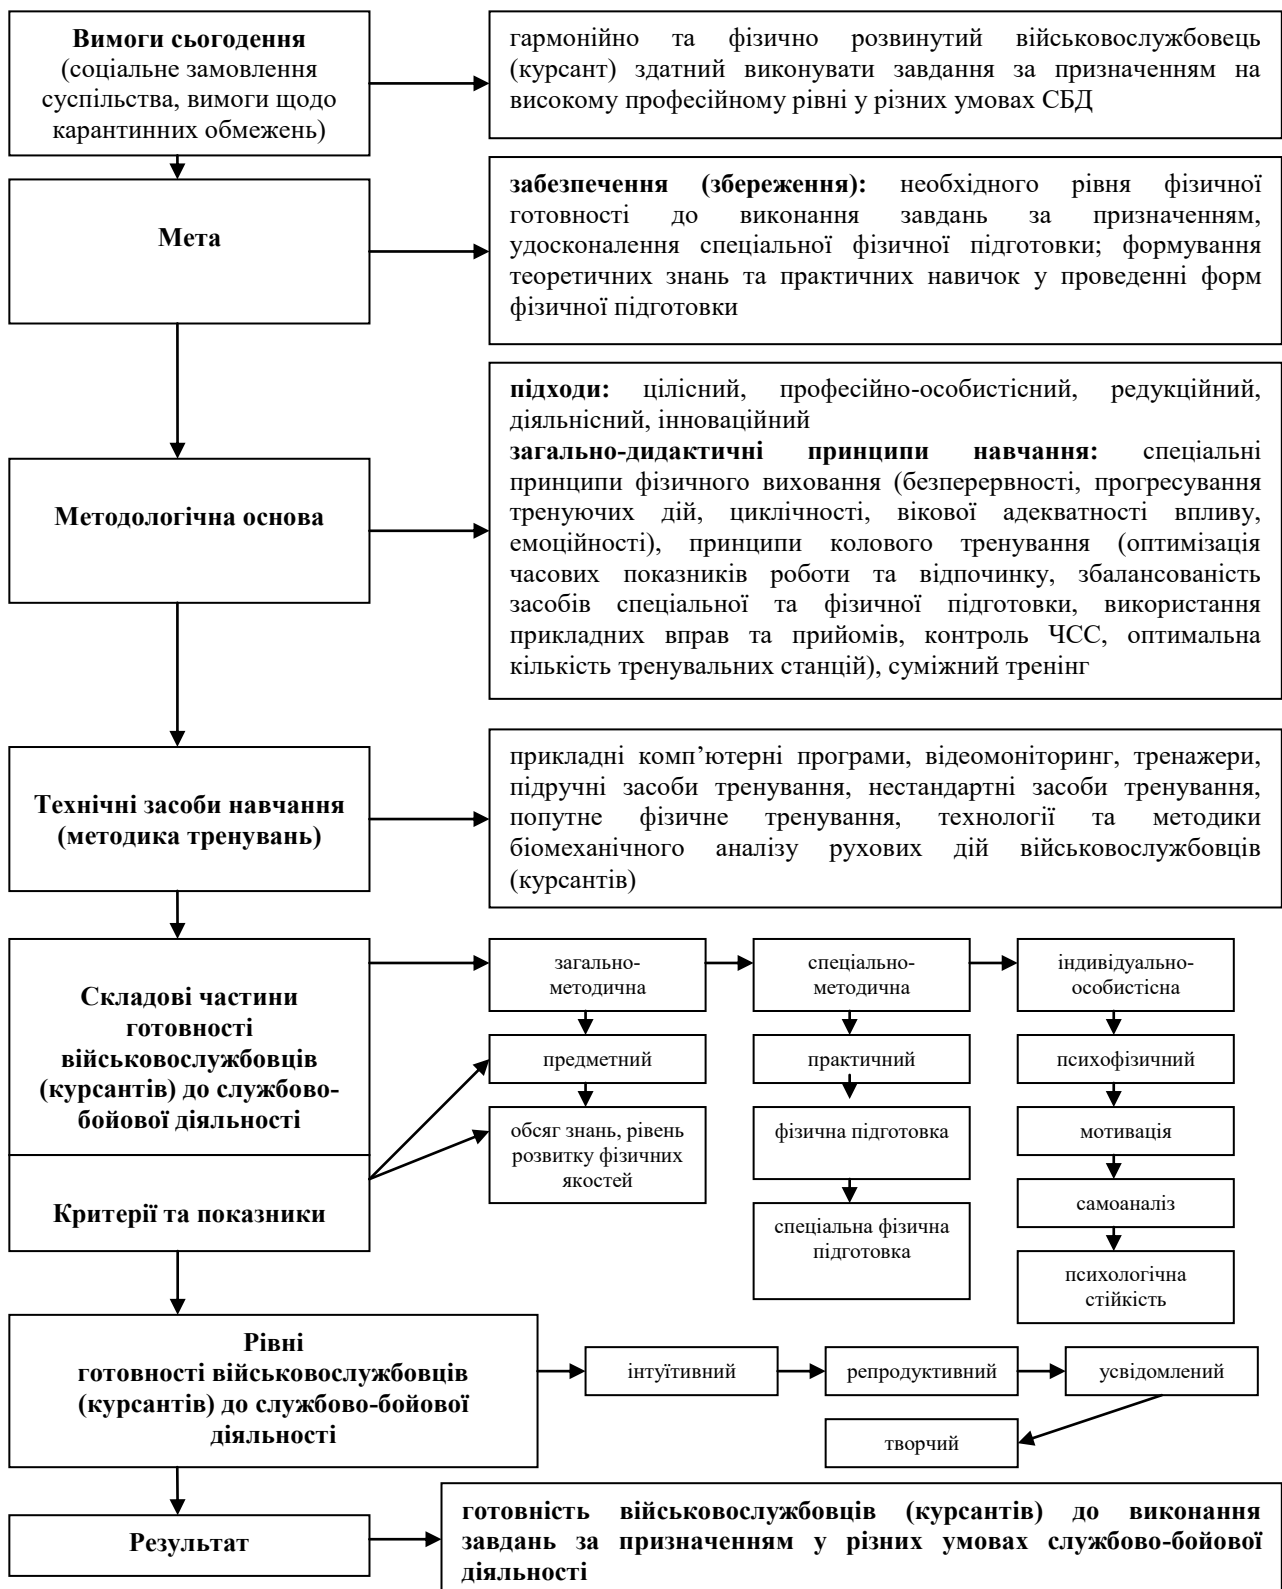 Вимоги сьогодення
(соціальне замовлення
суспільства, вимоги щодо
карантинних обмежень)
гармонійно та фізично розвинутий військовослужбовець
(курсант) здатний виконувати завдання за призначенням на
високому професійному рівні у різних умовах СБД
Мета
забезпечення (збереження): необхідного рівня фізичної
готовності до виконання завдань за призначенням,
удосконалення спеціальної фізичної підготовки; формування
теоретичних знань та практичних навичок у проведенні форм
фізичної підготовки
Методологічна основа
підходи: цілісний, професійно-особистісний, редукційний,
діяльнісний, інноваційний
загально-дидактичні принципи навчання: спеціальні
принципи фізичного виховання (безперервності, прогресування
тренуючих дій, циклічності, вікової адекватності впливу,
емоційності), принципи колового тренування (оптимізація
часових показників роботи та відпочинку, збалансованість
засобів спеціальної та фізичної підготовки, використання
прикладних вправ та прийомів, контроль ЧСС, оптимальна
кількість тренувальних станцій), суміжний тренінг
Технічні засоби навчання
(методика тренувань)
прикладні комп’ютерні програми, відеомоніторинг, тренажери,
підручні засоби тренування, нестандартні засоби тренування,
попутне фізичне тренування, технології та методики
біомеханічного аналізу рухових дій військовослужбовців
(курсантів)
Складові частини
готовності
військовослужбовців
(курсантів) до службово-
бойової діяльності
загально-
методична
спеціально-
методична
індивідуально-
особистісна
предметний
практичний
психофізичний
обсяг знань, рівень
розвитку фізичних
якостей
фізична підготовка
мотивація
Критерії та показники
спеціальна фізична
підготовка
самоаналіз
психологічна
стійкість
Рівні
готовності військовослужбовців
(курсантів) до службово-бойової
діяльності
інтуїтивний
репродуктивний
усвідомлений
творчий
Результат
готовність військовослужбовців (курсантів) до виконання
завдань за призначенням у різних умовах службово-бойової
діяльності